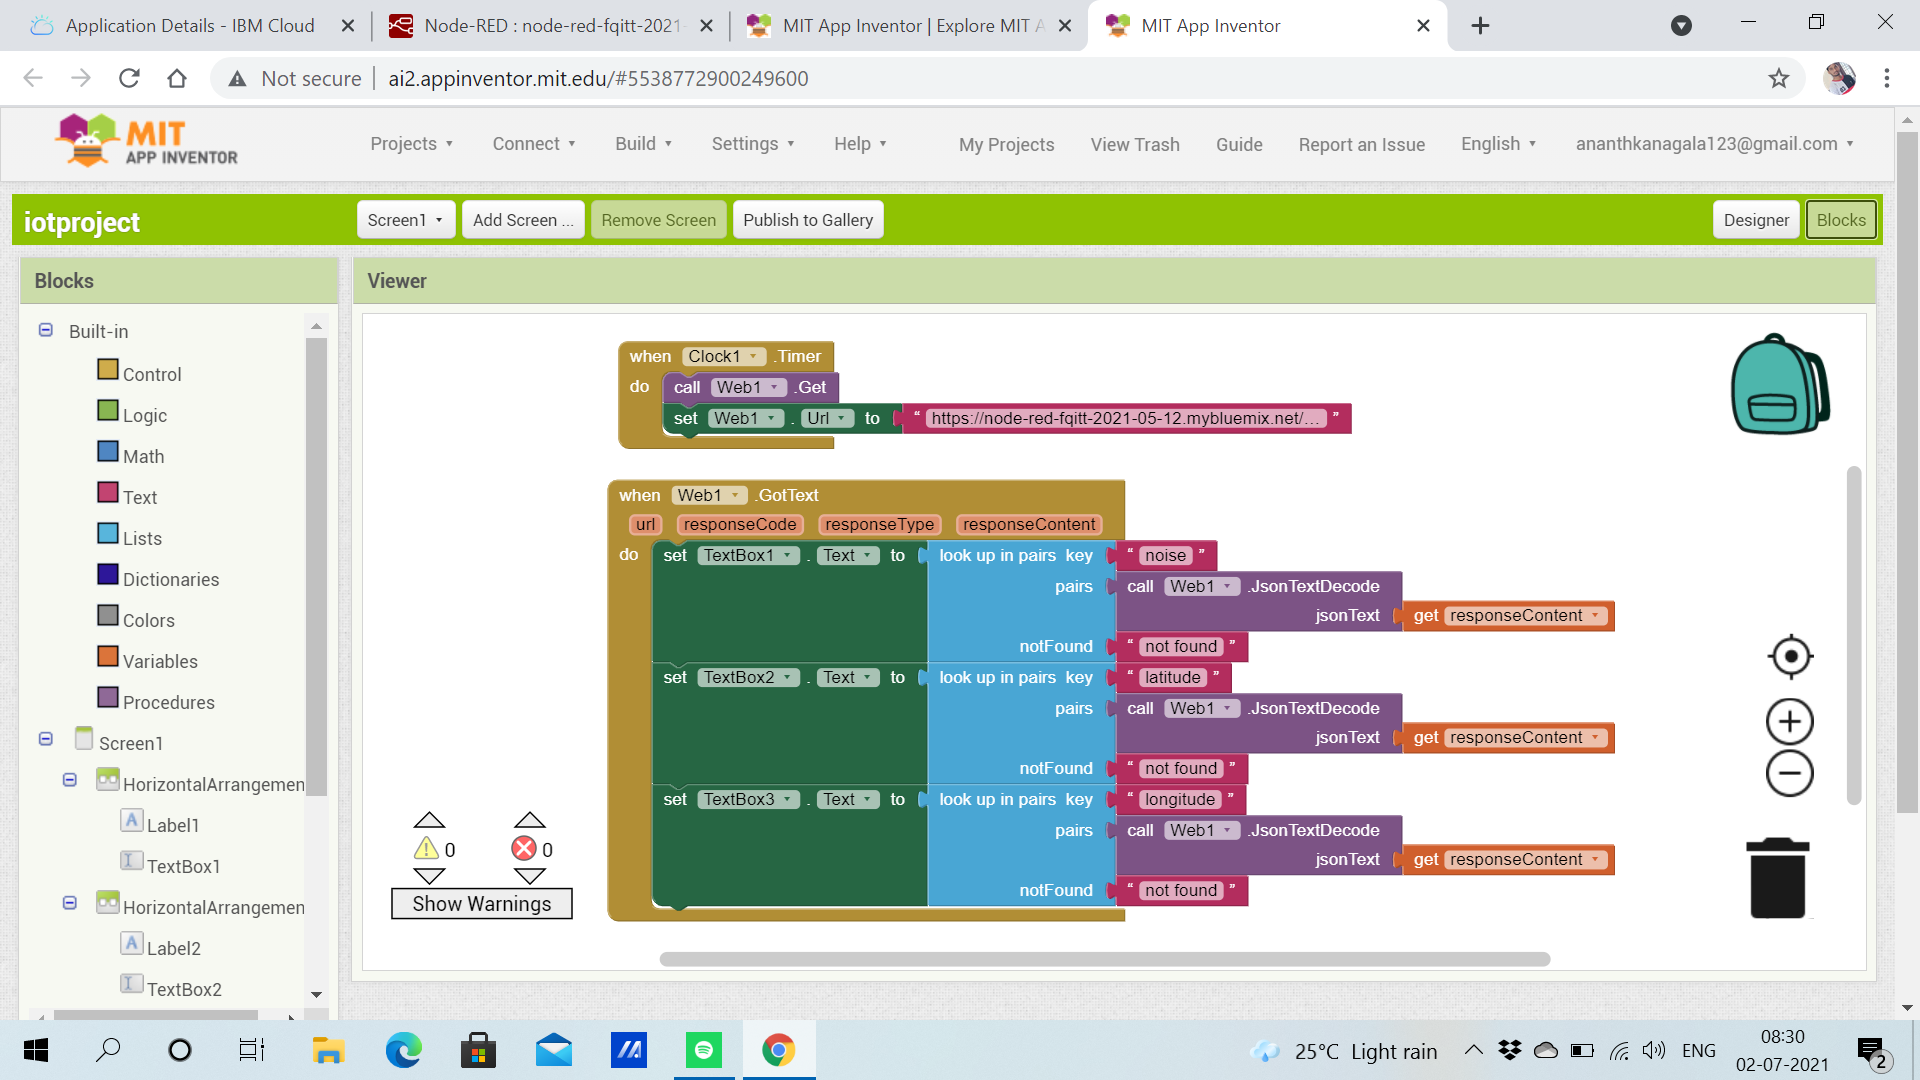 Application Details - IBM Cloud
Node-RED : node-red-fqitt-2021-
MIT App Inventor | Explore MIT A
MIT App Inventor
Not secure
ai2.appinventor.mit.edu/#5538772900249600
MIT
APP INVENTOR
Projects
Connect
Build
Settings
Help
My Projects
View Trash
Guide
Report an Issue
English
ananthkanagala123@gmail.com
iotproject
Screen1
Add Screen ...
Remove Screen
Publish to Gallery
Designer
Blocks
Blocks
Viewer
Built-in
Control
Logic
Math
Text
Lists
Dictionaries
Colors
Variables
Procedures
Screen1
HorizontalArrangemen
Label1
TextBox1
HorizontalArrangemen
Label2
TextBox2
when Clock1 .Timer
do call Web1 .Get
set Web1 . Url to " https://node-red-fqitt-2021-05-12.mybluemix.net/... "
when Web1 .GotText
url responseCode responseType responseContent
do set TextBox1 . Text to look up in pairs key " noise "
pairs call Web1 .JsonTextDecode
jsonText get responseContent
notFound " not found "
set TextBox2 . Text to look up in pairs key " latitude "
pairs call Web1 .JsonTextDecode
jsonText get responseContent
notFound " not found "
set TextBox3 . Text to look up in pairs key " longitude "
pairs call Web1 .JsonTextDecode
jsonText get responseContent
notFound " not found "
0 0
Show Warnings
25°C Light rain
ENG
08:30
02-07-2021
2